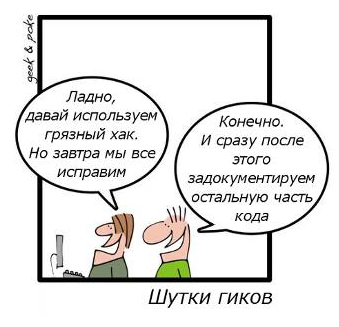 geek & poke
Ладно,
давай используем
грязный хак.
Но завтра мы все
исправим
Конечно.
И сразу после
этого
задокументируем
остальную часть
кода
Шутки гиков